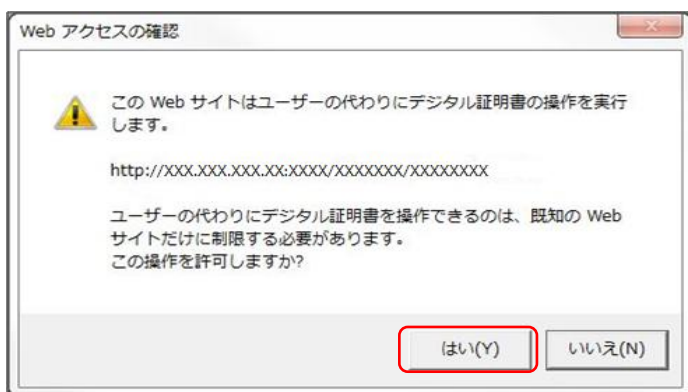 Web アクセスの確認
この Web サイトはユーザーの代わりにデジタル証明書の操作を実行
します。
http://XXX.XXX.XXX.XX:XXXX/XXXXXXX/XXXXXXXX
ユーザーの代わりにデジタル証明書を操作できるのは、既知の Web
サイトだけに制限する必要があります。
この操作を許可しますか?
はい(Y) いいえ(N)